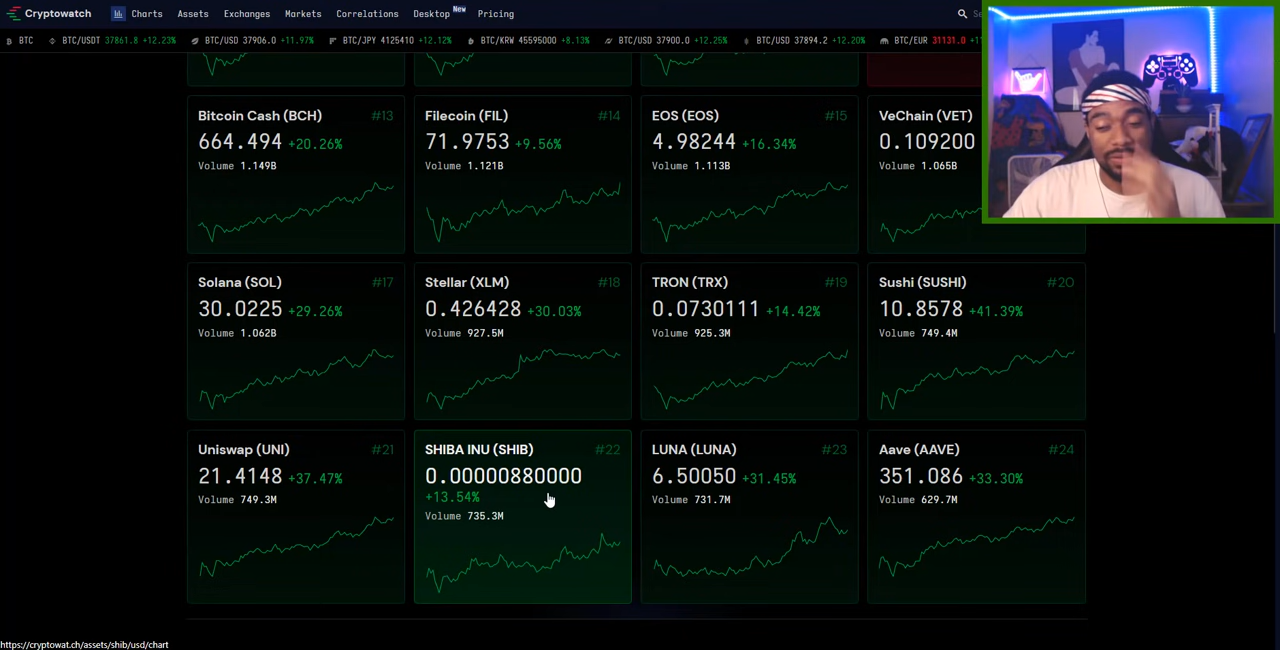 Cryptowatch Charts Assets Exchanges Markets Correlations Desktop New Pricing
BTC BTC/USDT 37861.8 +12.23% BTC/USD 37906.0 +11.97% BTC/JPY 4125410 +12.12% BTC/KRW 45595000 +8.13% BTC/USD 37900.0 +12.25% BTC/USD 37894.2 +12.20% BTC/EUR 31131.0
Bitcoin Cash (BCH) #13 Filecoin (FIL) #14 EOS (EOS) #15 VeChain (VET)
664.494 +20.26% 71.9753 +9.56% 4.98244 +16.34% 0.109200
Volume 1.149B Volume 1.121B Volume 1.113B Volume 1.065B
Solana (SOL) #17 Stellar (XLM) #18 TRON (TRX) #19 Sushi (SUSHI) #20
30.0225 +29.26% 0.426428 +30.03% 0.0730111 +14.42% 10.8578 +41.39%
Volume 1.062B Volume 927.5M Volume 925.3M Volume 749.4M
Uniswap (UNI) #21 SHIBA INU (SHIB) #22 LUNA (LUNA) #23 Aave (AAVE) #24
21.4148 +37.47% 0.00000880000 6.50050 +31.45% 351.086 +33.30%
+13.54%
Volume 749.3M Volume 735.3M Volume 731.7M Volume 629.7M
https://cryptowat.ch/assets/shib/usd/chart